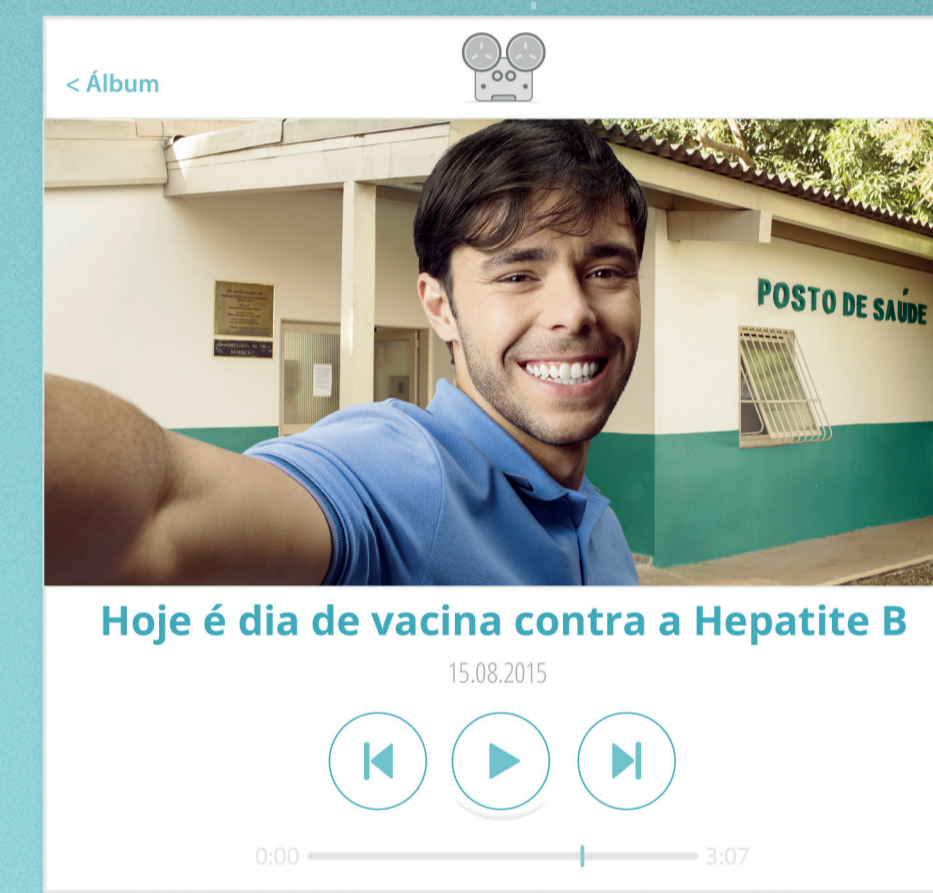 < Álbum
POSTO DE SAÚDE
Hoje é dia de vacina contra a Hepatite B
15.08.2015
0:00 3:07